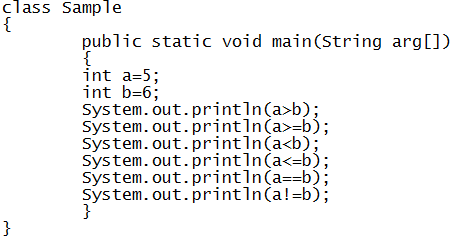 class Sample
{
        public static void main(String arg[])
        {
        int a=5;
        int b=6;
        System.out.println(a>b);
        System.out.println(a>=b);
        System.out.println(a<b);
        System.out.println(a<=b);
        System.out.println(a==b);
        System.out.println(a!=b);
        }
}